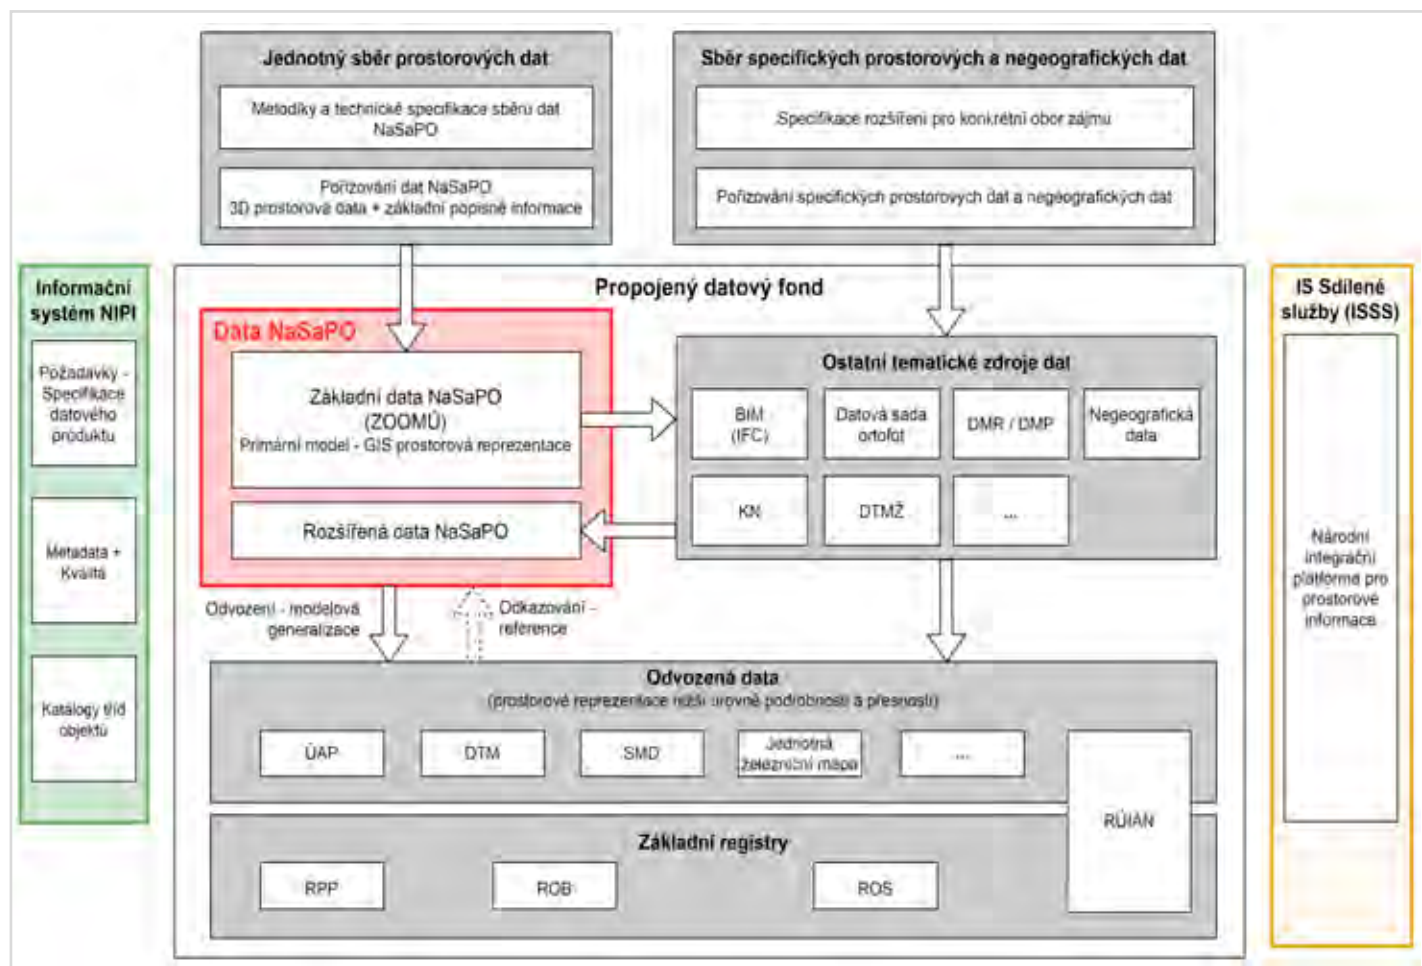 Jednotný sběr prostorových dat
Metodiky a technické specifikace sběru dat
NaSaPO
Pořizování dat NaSaPO
3D prostorová data + základní popisné informace
Sběr specifických prostorových a negeografických dat
Specifikace rozšíření pro konkrétní obor zájmu
Pořizování specifických prostorových dat a negeografických dat
Informační
systém NIPI
Požadavky -
Specifikace
datového
produktu
Metadata +
Kvalita
Katalogy tříd
objektů
Propojený datový fond
Data NaSaPO
Základní data NaSaPO
(ZOOMÚ)
Primární model - GIS prostorová reprezentace
Rozšířená data NaSaPO
Ostatní tematické zdroje dat
BIM
(IFC)
Datová sada
ortofot
DMR / DMP
Negeografická
data
KN
DTMŽ
...
Odvození - modelová
generalizace
Odkazování -
reference
Odvozená data
(prostorové reprezentace nižší úrovně podrobnosti a přesnosti)
ÚAP
DTM
SMD
Jednotná
železniční mapa
...
RÚIAN
Základní registry
RPP
ROB
ROS
IS Sdílené
služby (ISSS)
Národní
integrační
platforma pro
prostorové
informace